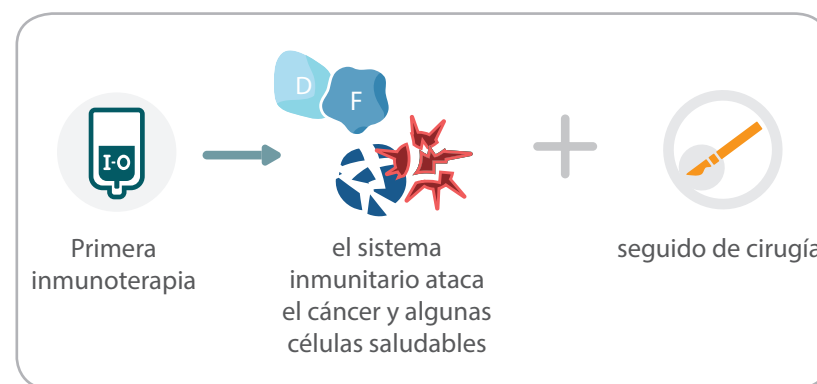 I-O
D
F
Primera
inmunoterapia
el sistema
inmunitario ataca
el cáncer y algunas
células saludables
seguido de cirugía